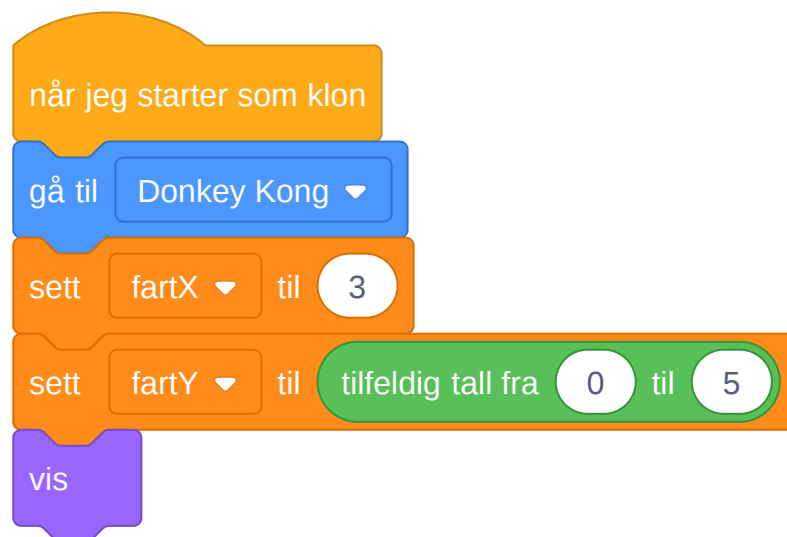 når jeg starter som klon
gå til Donkey Kong
sett fartX til 3
sett fartY til tilfeldig tall fra 0 til 5
vis